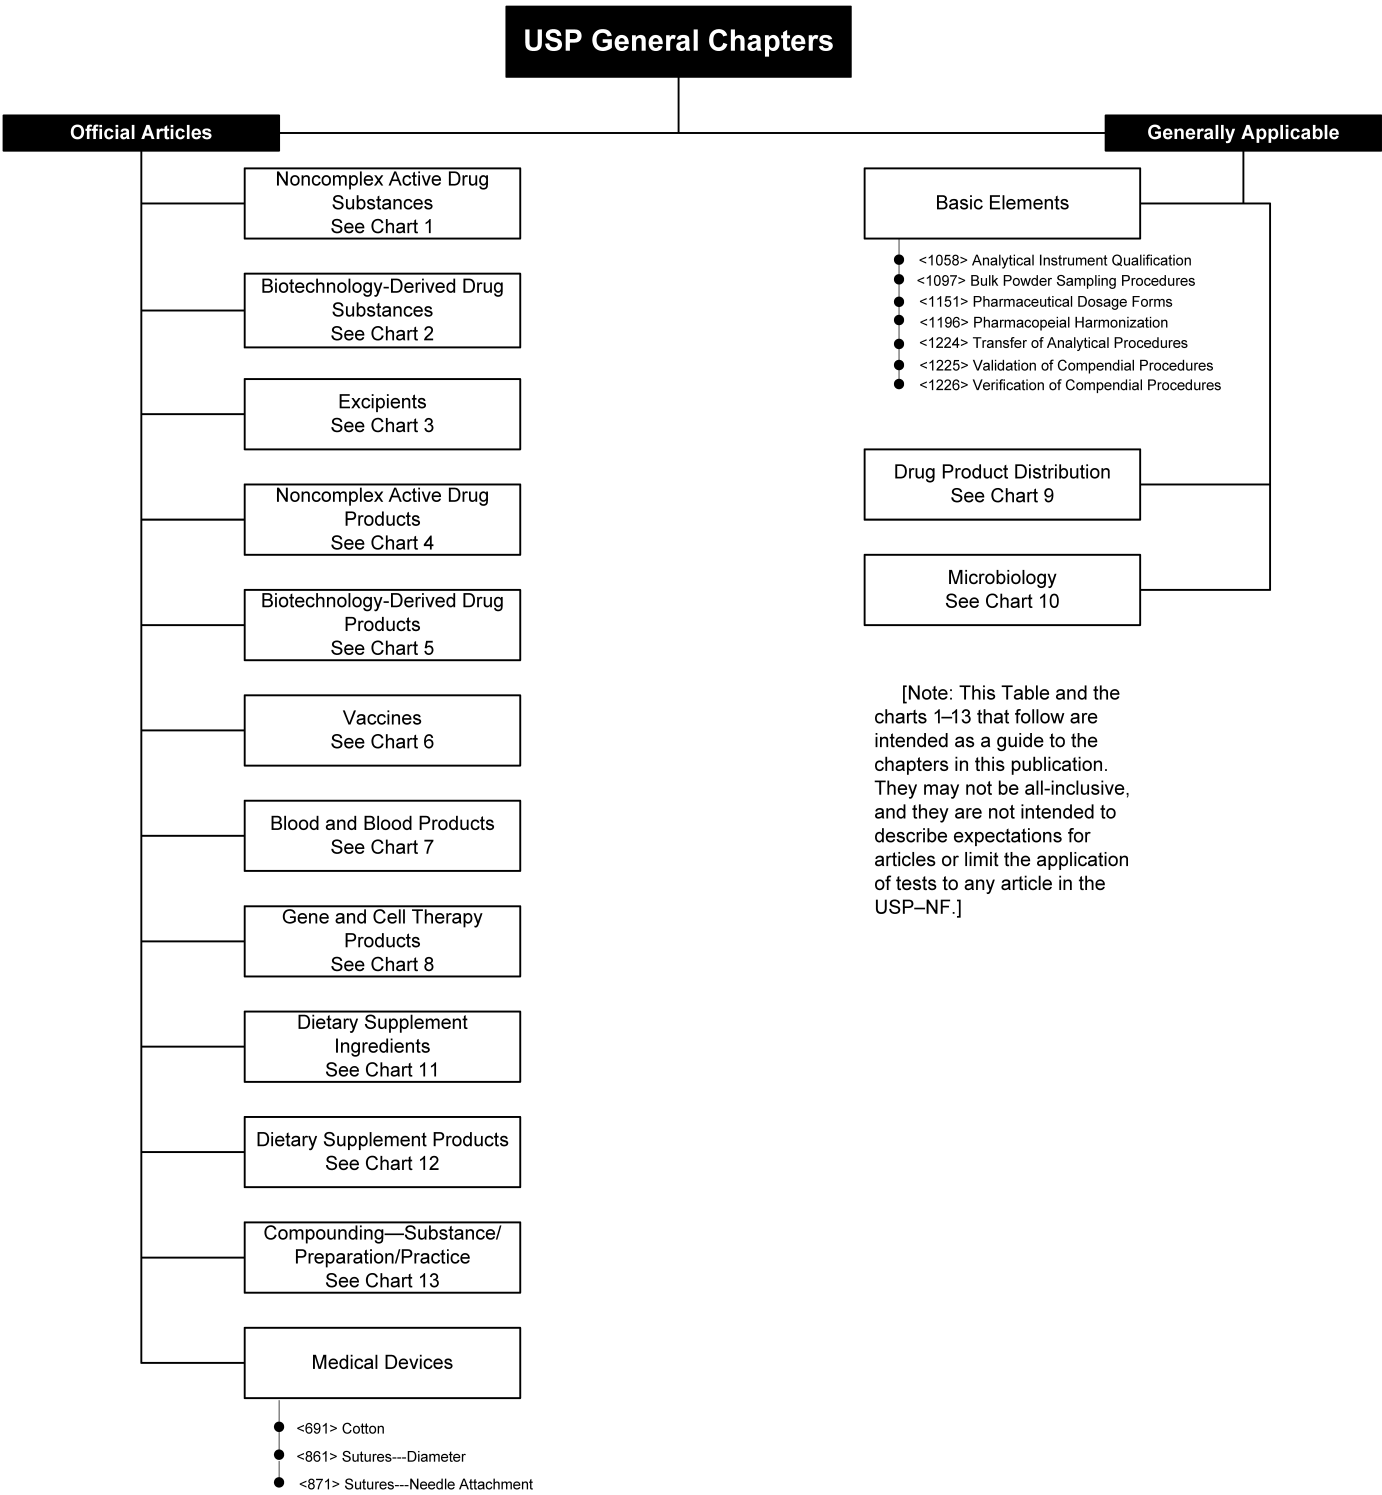 USP General Chapters
Official Articles
Noncomplex Active Drug
Substances
See Chart 1
Biotechnology-Derived Drug
Substances
See Chart 2
Excipients
See Chart 3
Noncomplex Active Drug
Products
See Chart 4
Biotechnology-Derived Drug
Products
See Chart 5
Vaccines
See Chart 6
Blood and Blood Products
See Chart 7
Gene and Cell Therapy
Products
See Chart 8
Dietary Supplement
Ingredients
See Chart 11
Dietary Supplement Products
See Chart 12
Compounding—Substance/
Preparation/Practice
See Chart 13
Medical Devices
<691> Cotton
<861> Sutures---Diameter
<871> Sutures---Needle Attachment
Generally Applicable
Basic Elements
<1058> Analytical Instrument Qualification
<1097> Bulk Powder Sampling Procedures
<1151> Pharmaceutical Dosage Forms
<1196> Pharmacopeial Harmonization
<1224> Transfer of Analytical Procedures
<1225> Validation of Compendial Procedures
<1226> Verification of Compendial Procedures
Drug Product Distribution
See Chart 9
Microbiology
See Chart 10
[Note: This Table and the
charts 1–13 that follow are
intended as a guide to the
chapters in this publication.
They may not be all-inclusive,
and they are not intended to
describe expectations for
articles or limit the application
of tests to any article in the
USP–NF.]